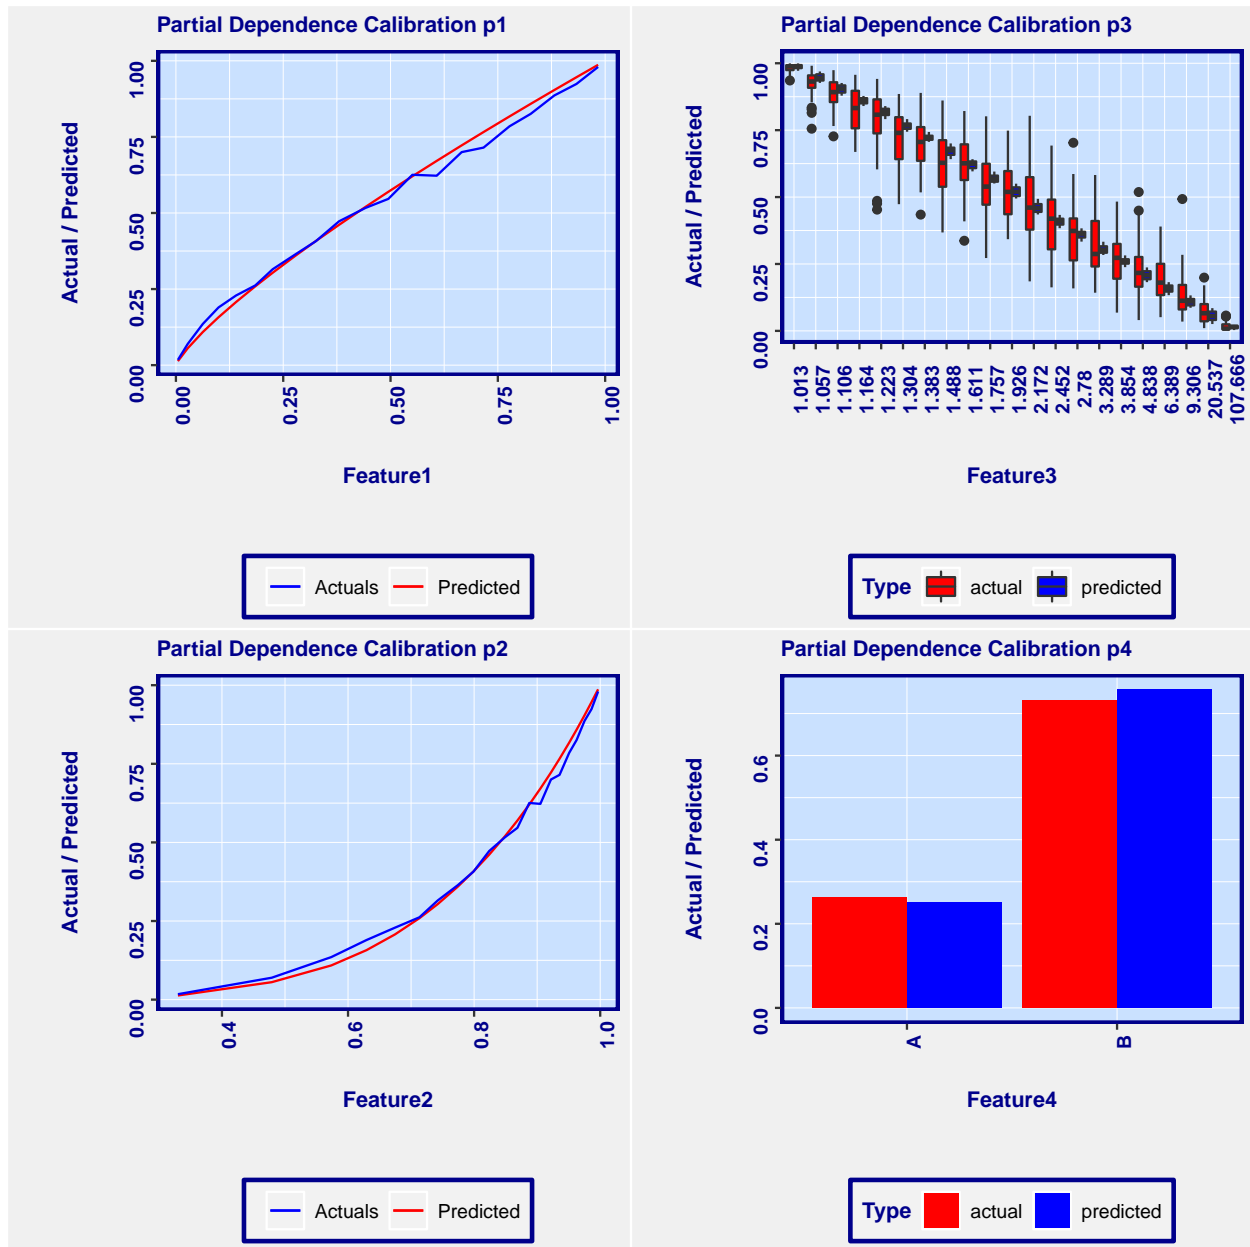 Partial Dependence Calibration p1
Actual / Predicted
1.00
0.75
0.50
0.25
0.00
0.00 0.25 0.50 0.75 1.00
Feature1
Actuals Predicted
Partial Dependence Calibration p3
Actual / Predicted
1.00
0.75
0.50
0.25
0.00
1.013 1.057 1.106 1.164 1.223 1.304 1.383 1.488 1.611 1.757 1.926 2.172 2.452 2.78 3.289 3.854 4.838 6.389 9.306 20.537 107.666
Feature3
Type actual predicted
Partial Dependence Calibration p2
Actual / Predicted
1.00
0.75
0.50
0.25
0.00
0.4 0.6 0.8 1.0
Feature2
Actuals Predicted
Partial Dependence Calibration p4
Actual / Predicted
0.6
0.4
0.2
0.0
A B
Feature4
Type actual predicted